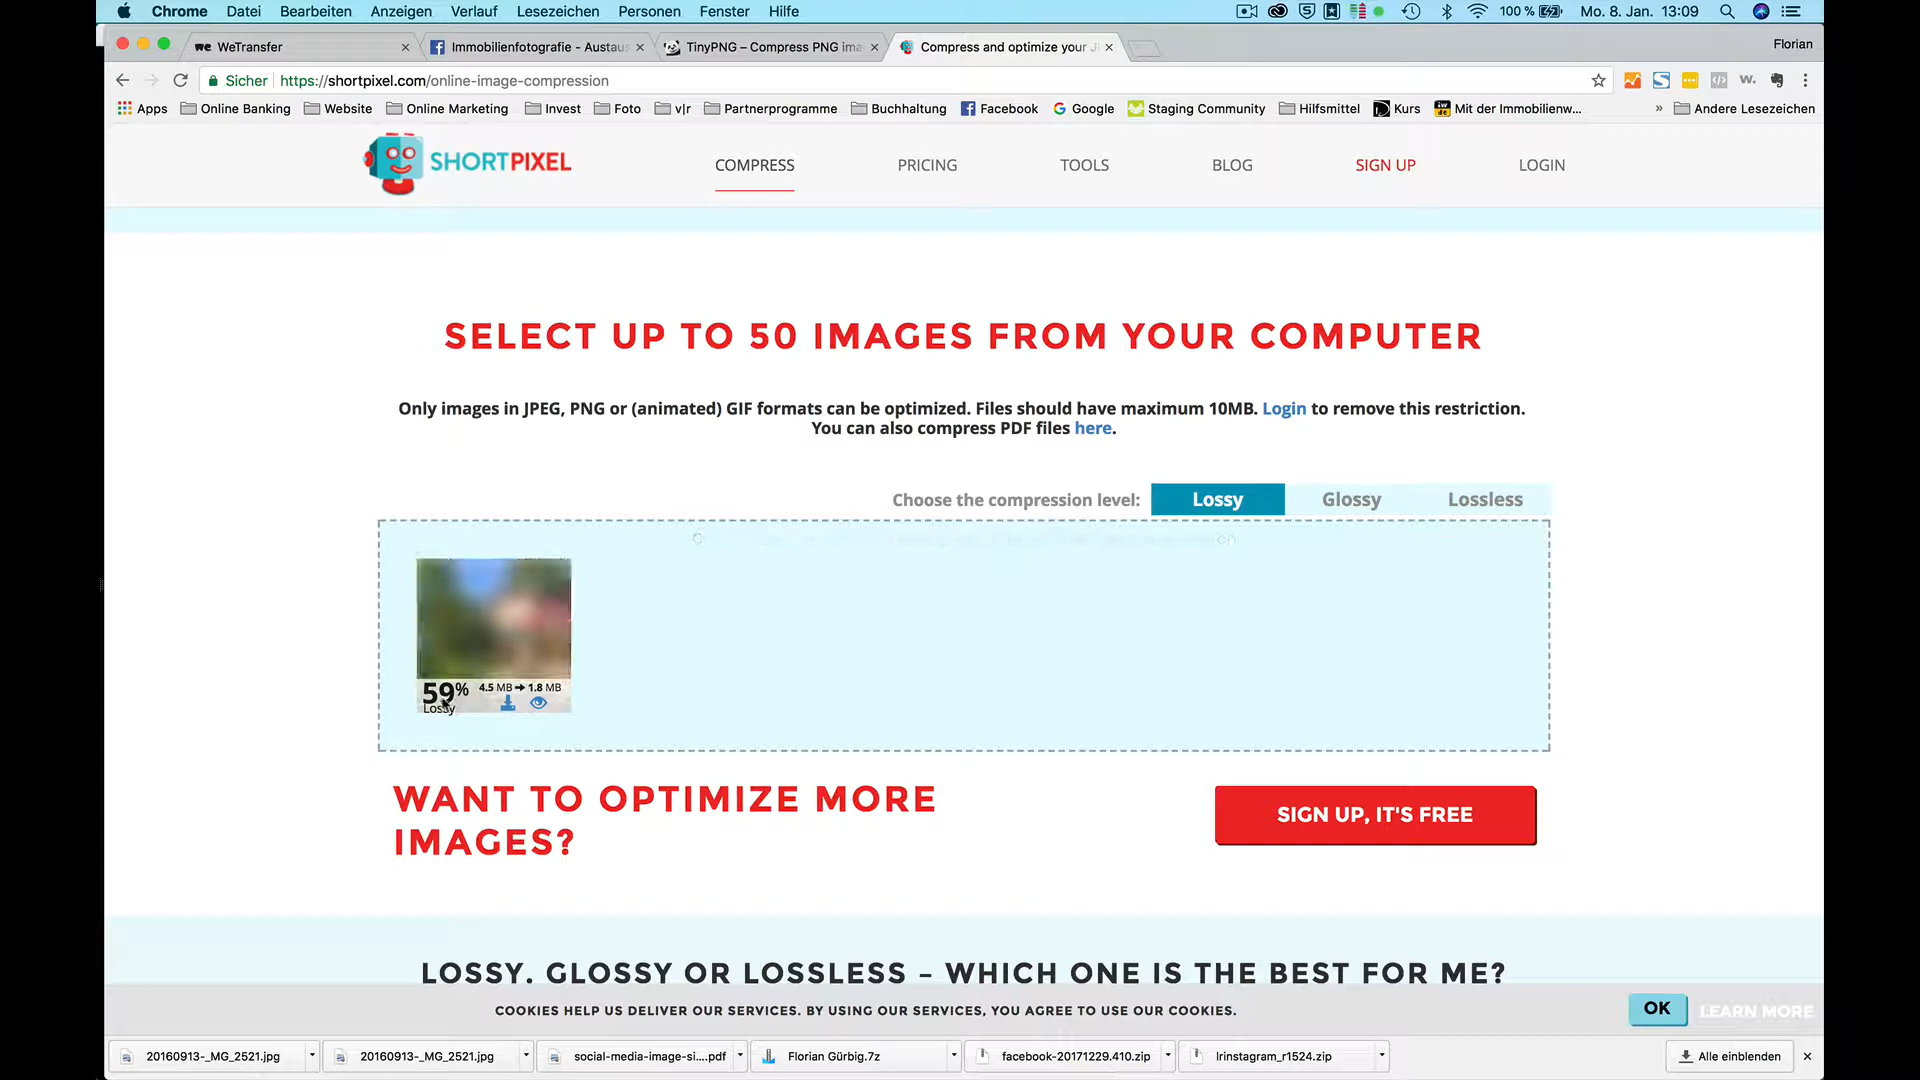 Chrome Datei Bearbeiten Anzeigen Verlauf Lesezeichen Personen Fenster Hilfe 100 % Mo. 8. Jan. 13:09
WeTransfer Immobilienfotografie - Austaus TinyPNG – Compress PNG ima Compress and optimize your J Florian
Sicher https://shortpixel.com/online-image-compression
Apps Online Banking Website Online Marketing Invest Foto v|r Partnerprogramme Buchhaltung Facebook Google Staging Community Hilfsmittel Kurs Mit der Immobilienw... » Andere Lesezeichen
SHORTPIXEL COMPRESS PRICING TOOLS BLOG SIGN UP LOGIN
SELECT UP TO 50 IMAGES FROM YOUR COMPUTER
Only images in JPEG, PNG or (animated) GIF formats can be optimized. Files should have maximum 10MB. Login to remove this restriction.
You can also compress PDF files here.
Choose the compression level: Lossy Glossy Lossless
59% 4.5 MB → 1.8 MB
Lossy
WANT TO OPTIMIZE MORE
IMAGES?
SIGN UP, IT'S FREE
LOSSY, GLOSSY OR LOSSLESS – WHICH ONE IS THE BEST FOR ME?
COOKIES HELP US DELIVER OUR SERVICES. BY USING OUR SERVICES, YOU AGREE TO USE OUR COOKIES. OK LEARN MORE
20160913-_MG_2521.jpg 20160913-_MG_2521.jpg social-media-image-si....pdf Florian Gürbig.7z facebook-20171229.410.zip lrinstagram_r1524.zip Alle einblenden